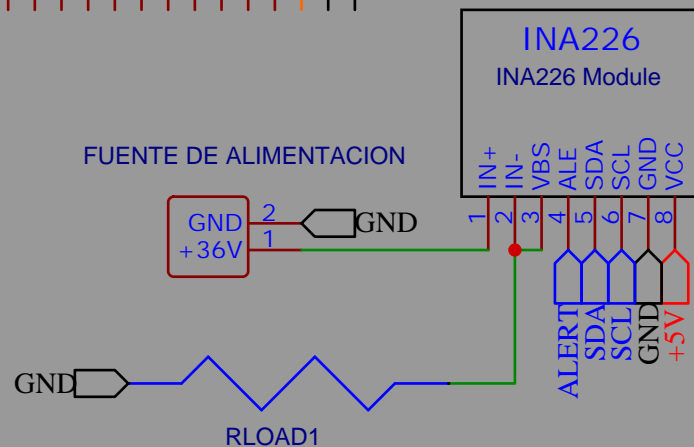 INA226
INA226 Module
IN+
IN-
VBS
ALE
SDA
SCL
GND
VCC
1
2
3
4
5
6
7
8
FUENTE DE ALIMENTACION
GND 2 GND
+36V 1
ALERT
SDA
SCL
GND
+5V
GND
RLOAD1